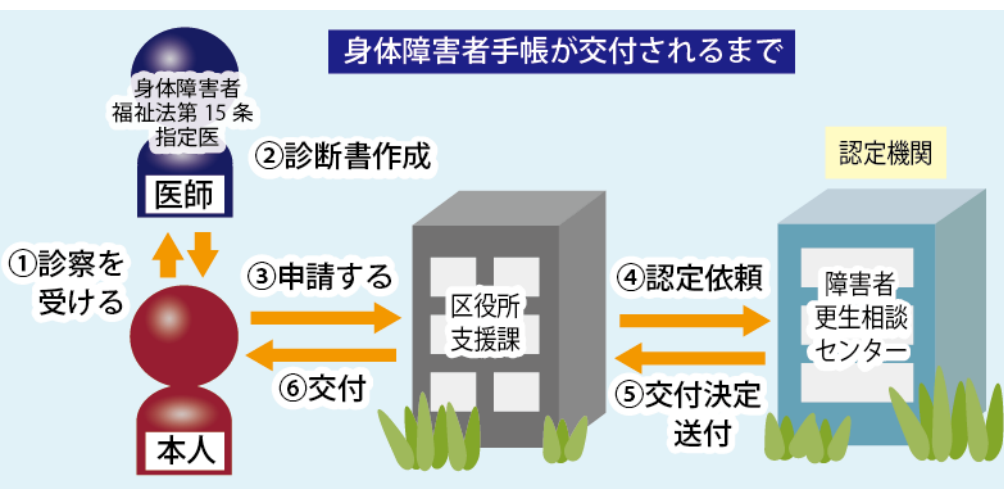 身体障害者手帳が交付されるまで
身体障害者
福祉法第 15 条
指定医
医師
②診断書作成
認定機関
①診察を
受ける
③申請する
区役所
支援課
④認定依頼
障害者
更生相談
センター
⑥交付
⑤交付決定
送付
本人